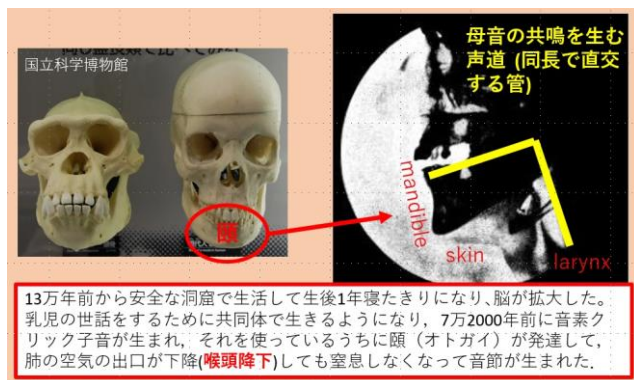 国立科学博物館
母音の共鳴を生む
声道 (同長で直交
する管)
頤
mandible
skin
larynx
13万年前から安全な洞窟で生活して生後1年寝たきりになり、脳が拡大した。
乳児の世話をするために共同体で生きるようになり，7万2000年前に音素ク
リック子音が生まれ，それを使っているうちに頤（オトガイ）が発達して，
肺の空気の出口が下降(喉頭降下)しても窒息しなくなって音節が生まれた.